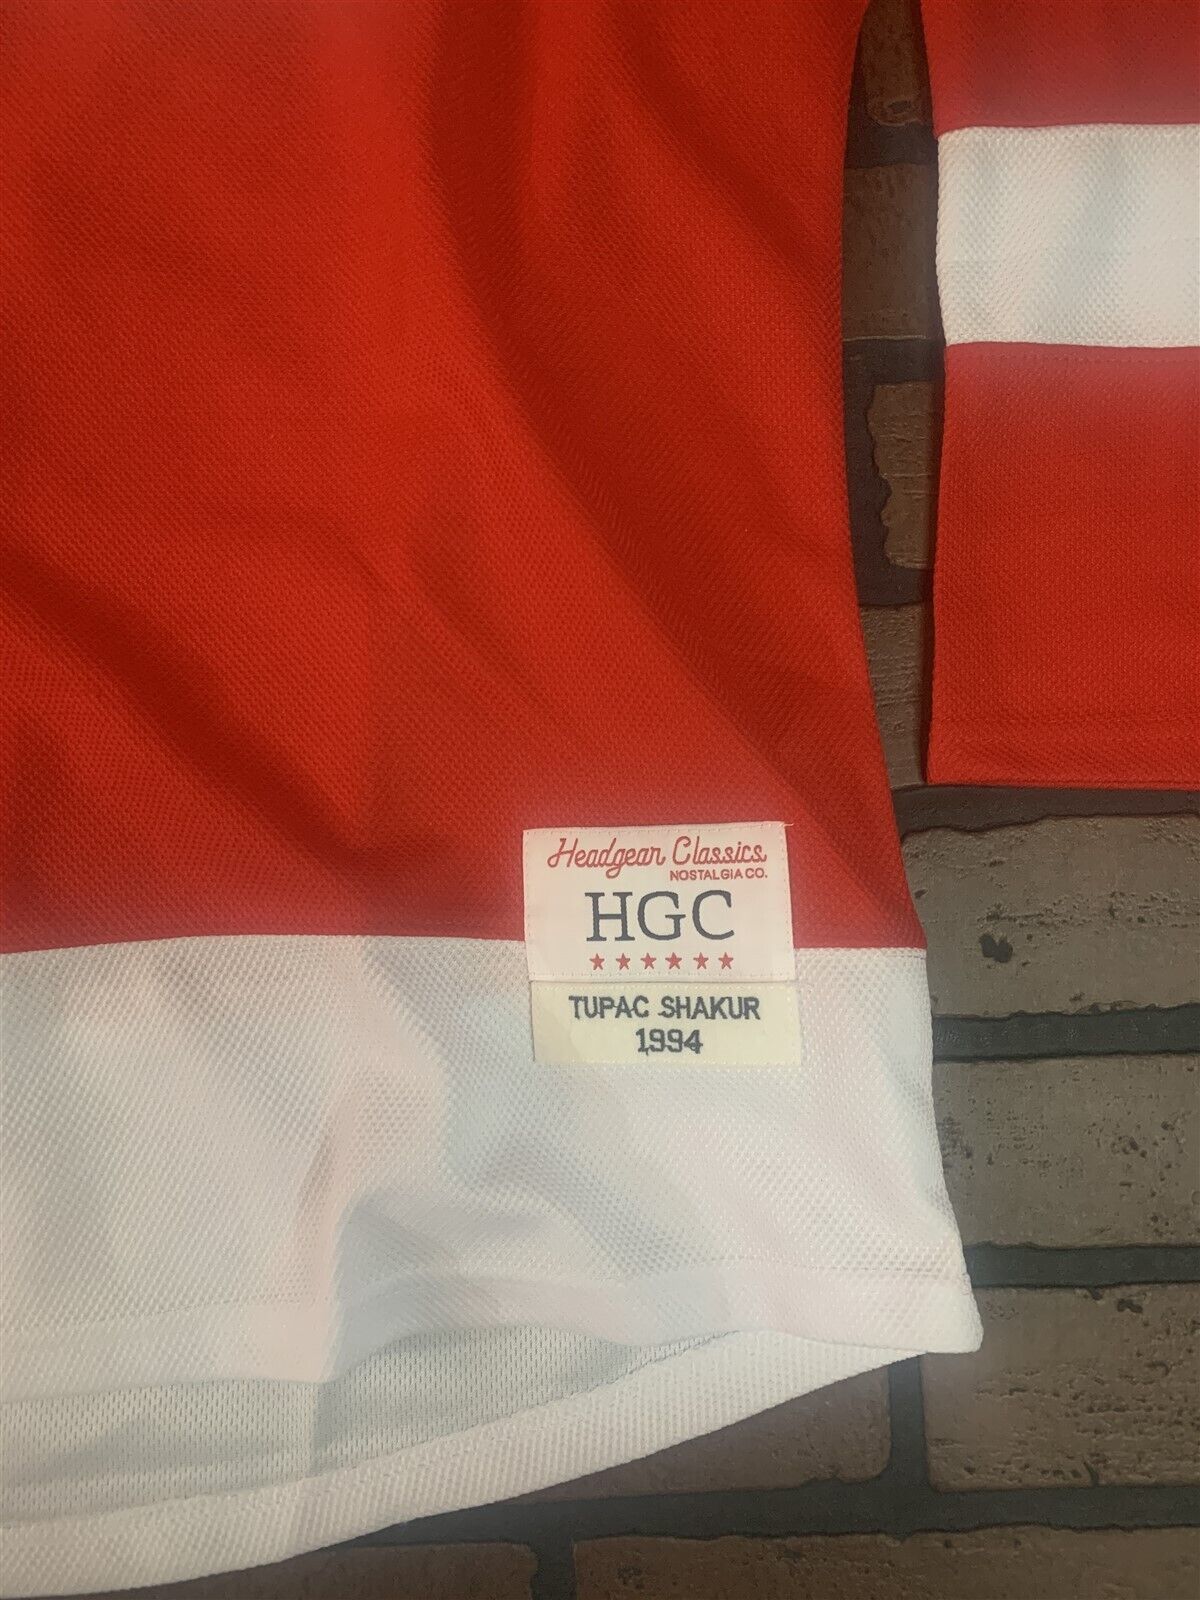 Headgear Classics
NOSTALGIA CO.
HGC
TUPAC SHAKUR
1994